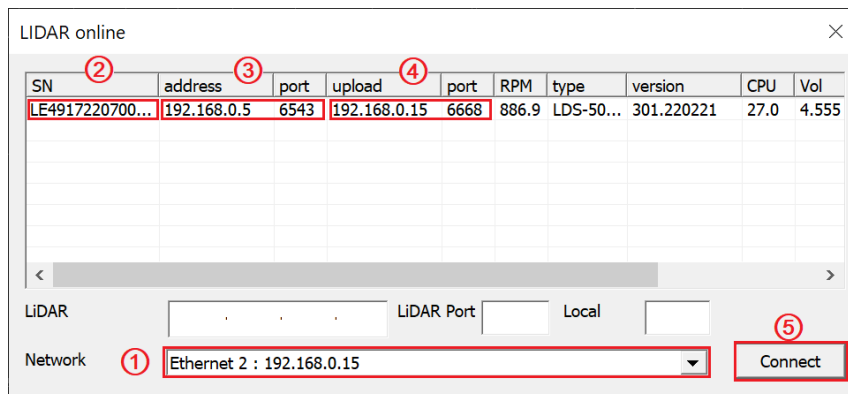 LIDAR online
② ③ ④
SN address port upload port RPM type version CPU Vol
LE4917220700... 192.168.0.5 6543 192.168.0.15 6668 886.9 LDS-50... 301.220221 27.0 4.555
LiDAR . . . LiDAR Port Local
⑤
Network ① Ethernet 2 : 192.168.0.15 Connect